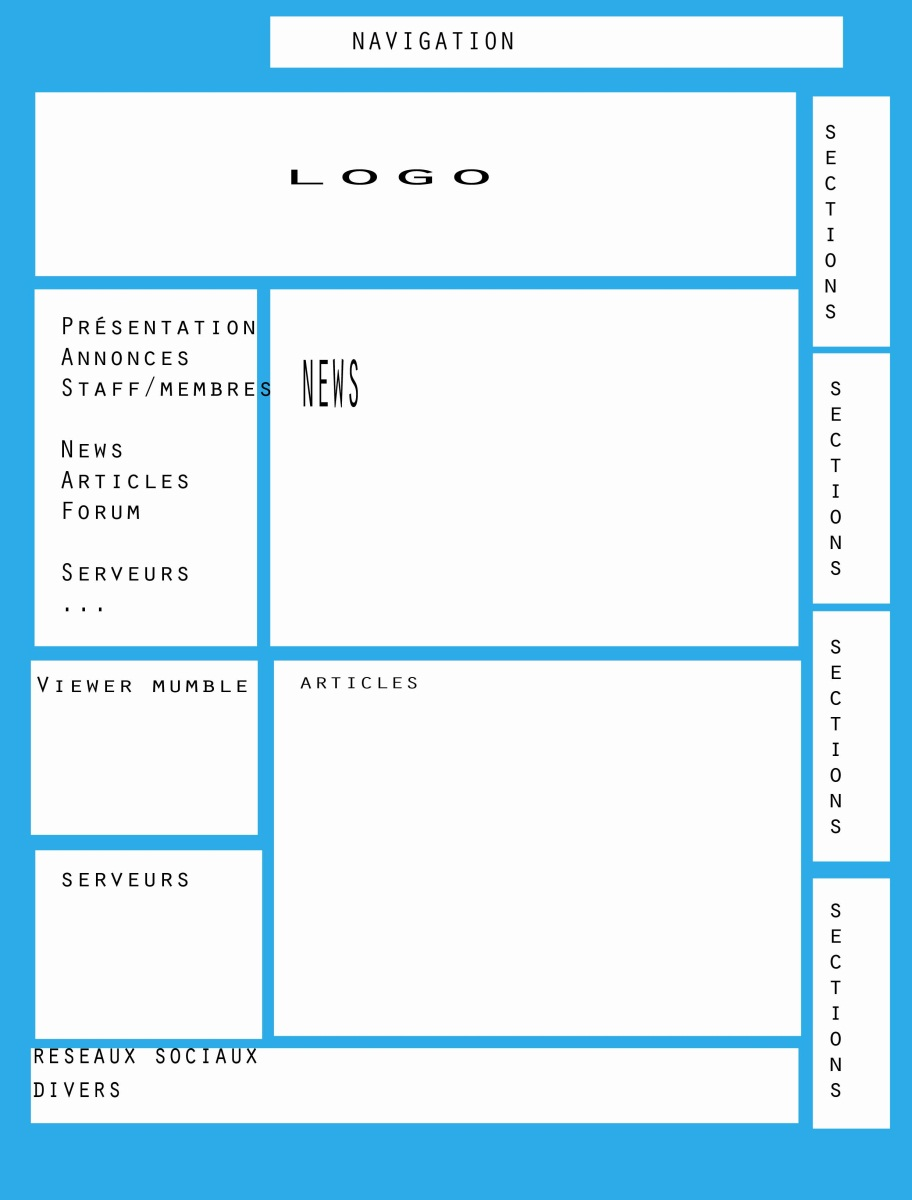 NAVIGATION
LOGO
PRÉSENTATION
ANNONCES
STAFF/MEMBRES
NEWS
ARTICLES
FORUM
SERVEURS
...
NEWS
VIEWER MUMBLE
ARTICLES
SERVEURS
RESEAUX SOCIAUX
DIVERS
SECTIONS
SECTIONS
SECTIONS
SECTIONS